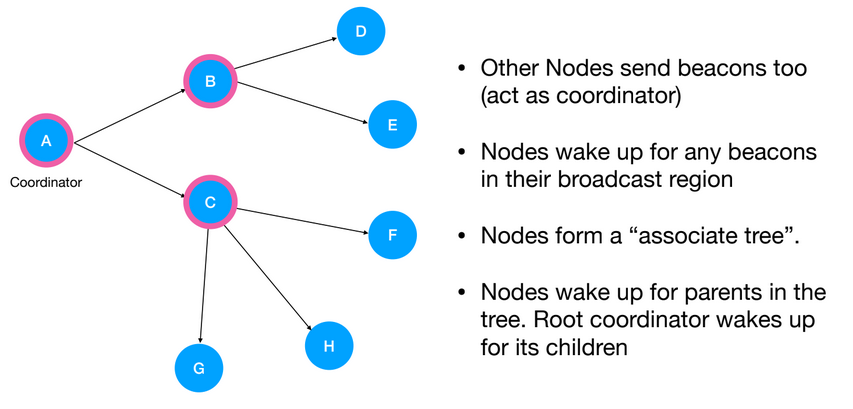 D
B
E
A
Coordinator
C
F
H
G
• Other Nodes send beacons too
(act as coordinator)
• Nodes wake up for any beacons
in their broadcast region
• Nodes form a “associate tree”.
• Nodes wake up for parents in the
tree. Root coordinator wakes up
for its children